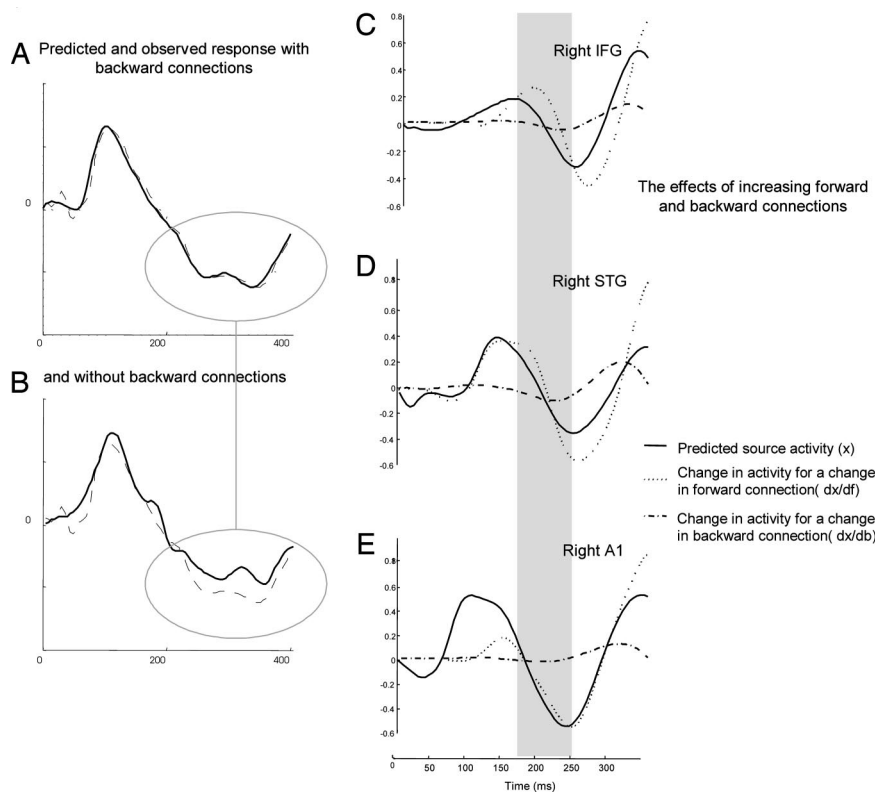 A
Predicted and observed response with
backward connections
0
0
200
400
B
and without backward connections
0
0
200
400
C
Right IFG
0.8
0.6
0.4
0.2
0
-0.2
-0.4
-0.6
The effects of increasing forward
and backward connections
D
Right STG
0.8
0.6
0.4
0.2
0
-0.2
-0.4
-0.6
Predicted source activity (x)
Change in activity for a change
in forward connection( dx/df)
Change in activity for a change
in backward connection( dx/db)
E
Right A1
0.8
0.6
0.4
0.2
0
-0.2
-0.4
-0.6
0
50
100
150
200
250
300
Time (ms)